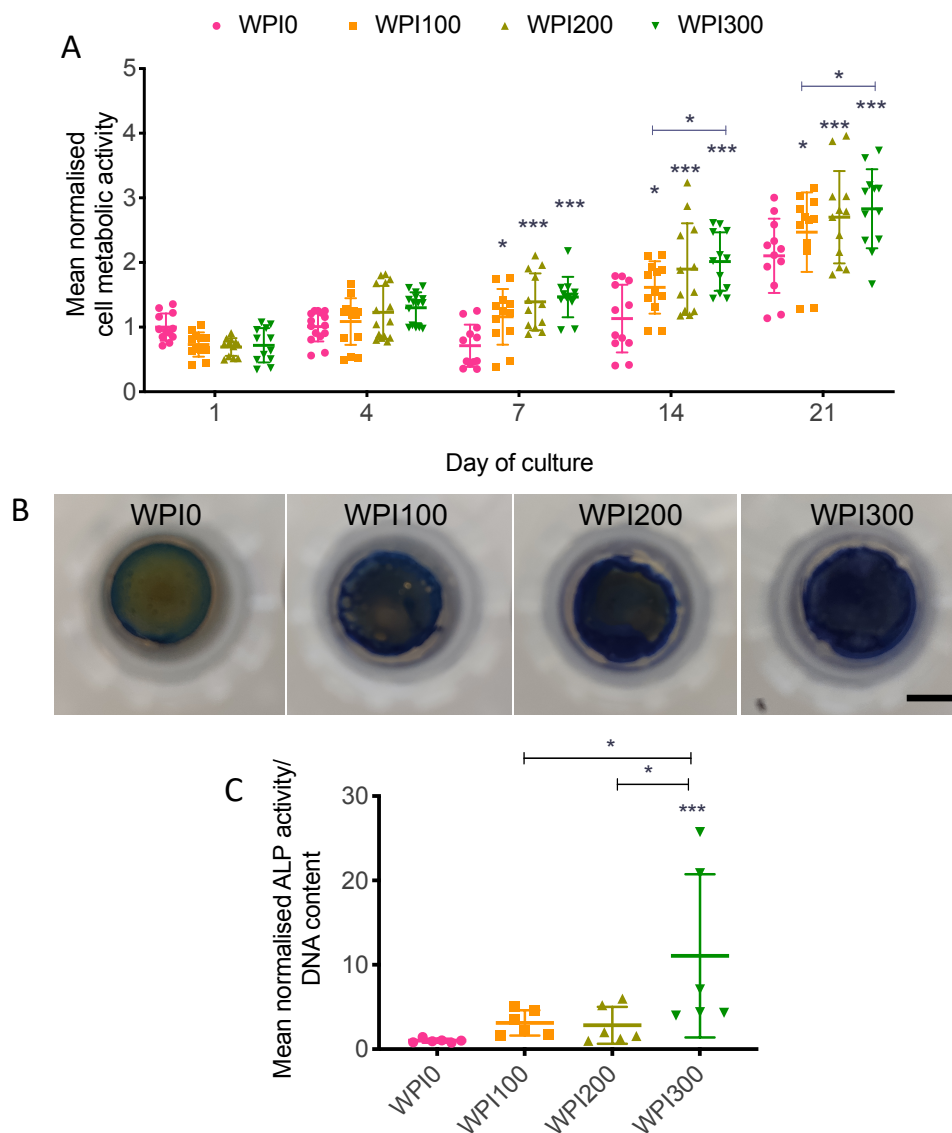 WPI0 WPI100 WPI200 WPI300
A
Mean normalised
cell metabolic activity
5
4
3
2
1
0
* *** ***
* *** *** *
* *** *** *
1 4 7 14 21
Day of culture
B
WPI0 WPI100 WPI200 WPI300
C
Mean normalised ALP activity/
DNA content
30
20
10
0
*
*
***
WPI0 WPI100 WPI200 WPI300